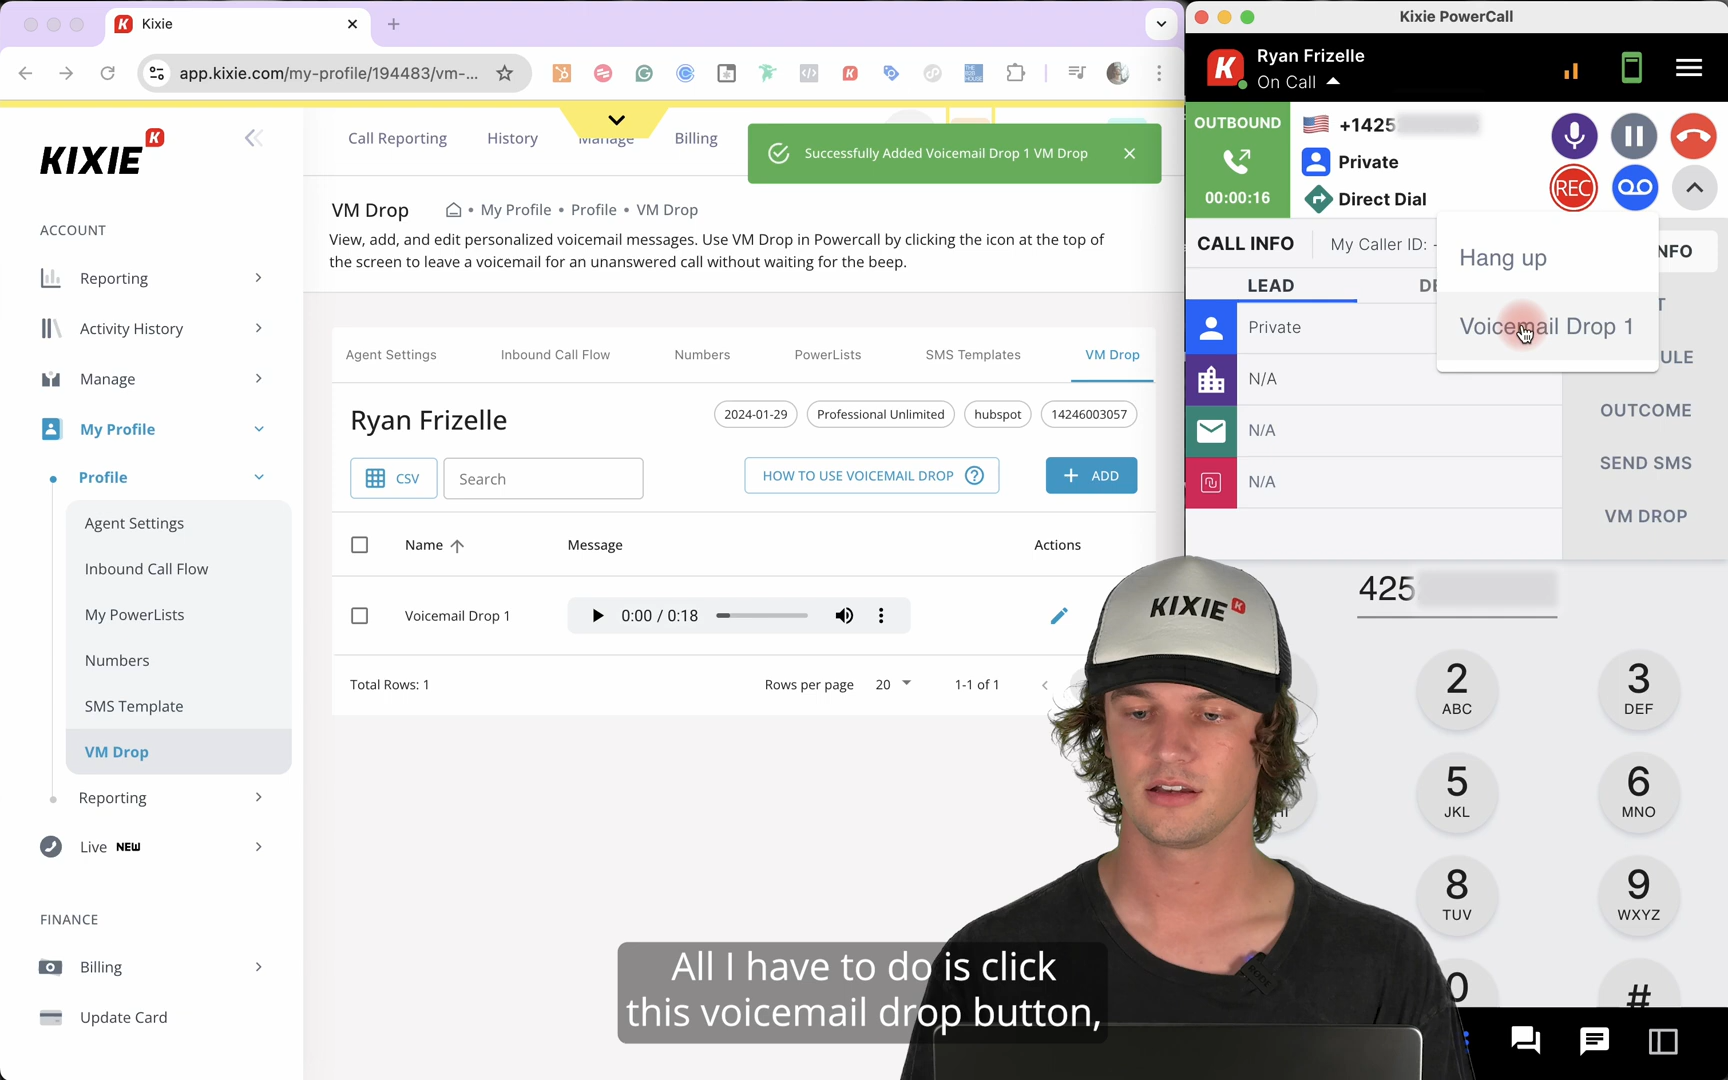 Kixie
app.kixie.com/my-profile/194483/vm-...
KIXIE K
ACCOUNT
Reporting
Activity History
Manage
My Profile
Profile
Agent Settings
Inbound Call Flow
My PowerLists
Numbers
SMS Template
VM Drop
Reporting
Live NEW
FINANCE
Billing
Update Card
Call Reporting
History
Manage
Billing
Successfully Added Voicemail Drop 1 VM Drop
VM Drop
• My Profile • Profile • VM Drop
View, add, and edit personalized voicemail messages. Use VM Drop in Powercall by clicking the icon at the top of
the screen to leave a voicemail for an unanswered call without waiting for the beep.
Agent Settings
Inbound Call Flow
Numbers
PowerLists
SMS Templates
VM Drop
Ryan Frizelle
2024-01-29
Professional Unlimited
hubspot
14246003057
CSV
Search
HOW TO USE VOICEMAIL DROP ?
+ ADD
Name
Message
Actions
Voicemail Drop 1
0:00 / 0:18
Total Rows: 1
Rows per page
20
1-1 of 1
Kixie PowerCall
K
Ryan Frizelle
On Call
OUTBOUND
00:00:16
+1425
Private
Direct Dial
REC
CALL INFO
My Caller ID: -
NFO
Hang up
Voicemail Drop 1
LEAD
DE
Private
N/A
N/A
N/A
T
ULE
OUTCOME
SEND SMS
VM DROP
425
2
ABC
3
DEF
HI
5
JKL
6
MNO
8
TUV
9
WXYZ
0
#
KIXIE K
All I have to do is click
this voicemail drop button,